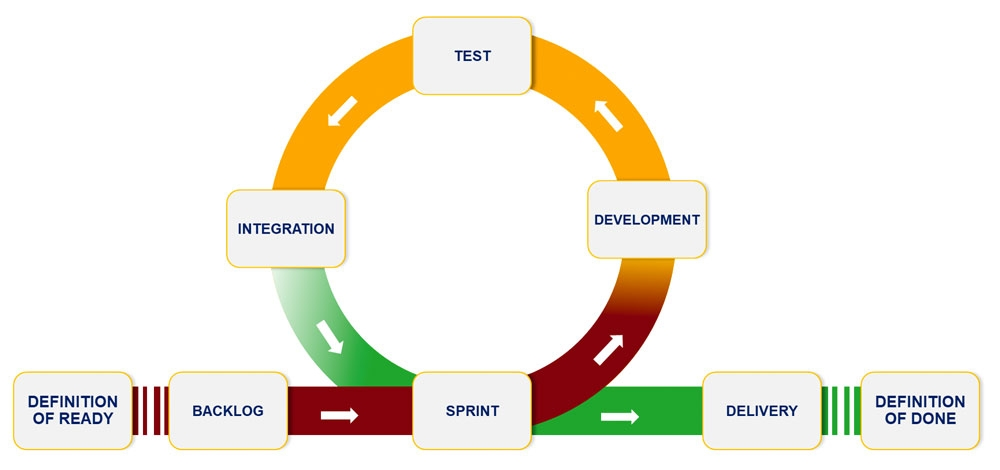 TEST
INTEGRATION
DEVELOPMENT
DEFINITION
OF READY
BACKLOG
SPRINT
DELIVERY
DEFINITION
OF DONE